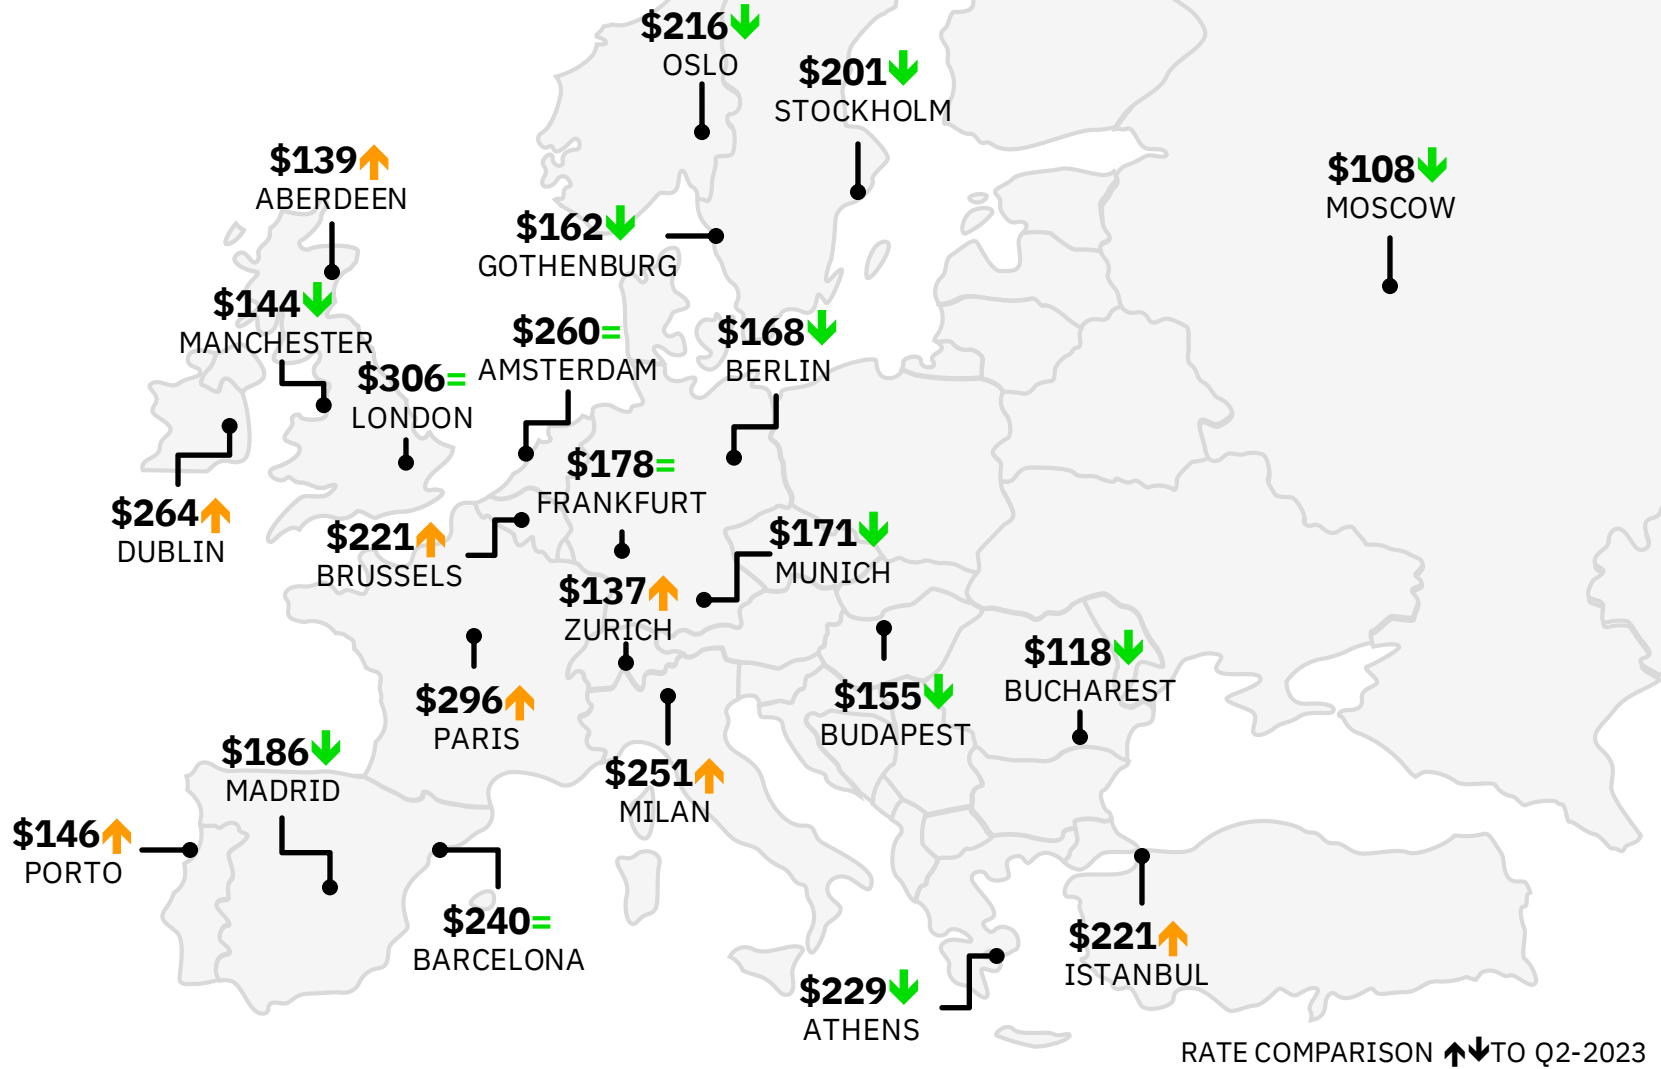 $216↓
OSLO
$201↓
STOCKHOLM
$139↑
ABERDEEN
$108↓
MOSCOW
$162↓
GOTHENBURG
$144↓
MANCHESTER
$260=
AMSTERDAM
$168↓
BERLIN
$306=
LONDON
$178=
FRANKFURT
$264↑
DUBLIN
$221↑
BRUSSELS
$171↓
MUNICH
$137↑
ZURICH
$118↓
BUCHAREST
$296↑
PARIS
$155↓
BUDAPEST
$186↓
MADRID
$251↑
MILAN
$146↑
PORTO
$240=
BARCELONA
$221↑
ISTANBUL
$229↓
ATHENS
RATE COMPARISON ↑↓TO Q2-2023